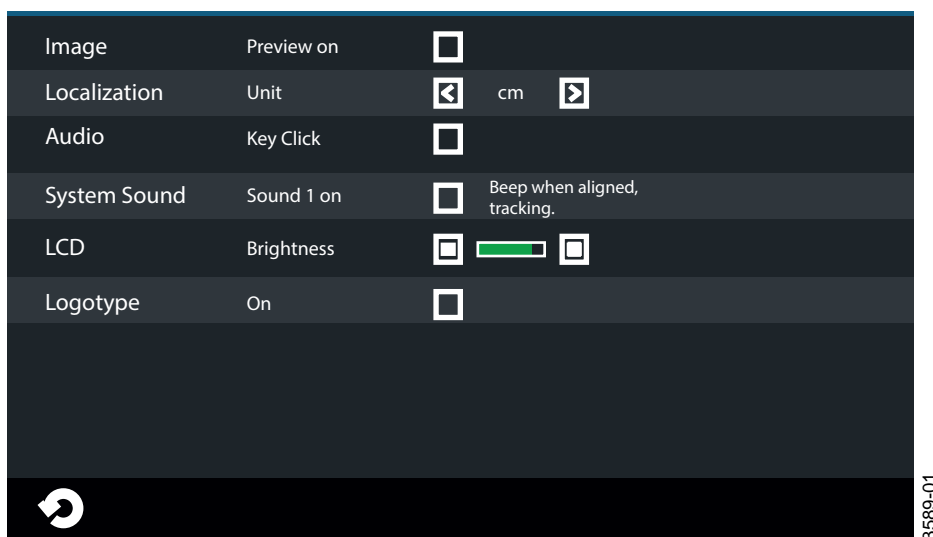 Image Preview on
Localization Unit cm
Audio Key Click
System Sound Sound 1 on Beep when aligned,
tracking.
LCD Brightness
Logotype On
3589-01